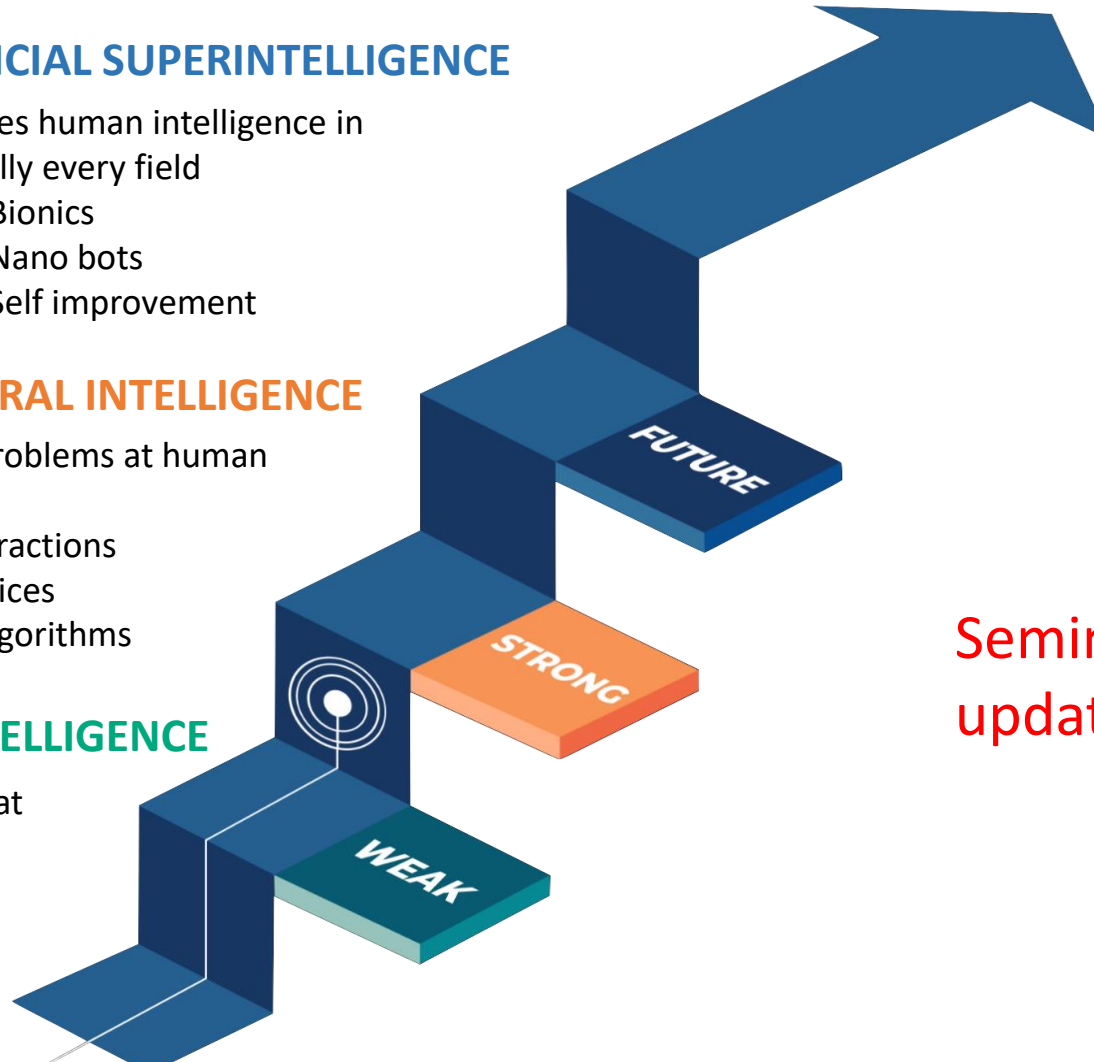 ICIAL SUPERINTELLIGENCE
es human intelligence in
lly every field
Bionics
Nano bots
Self improvement
FUTURE
RAL INTELLIGENCE
roblems at human
ractions
ices
gorithms
STRONG
Semin
updat
ELLIGENCE
at
WEAK